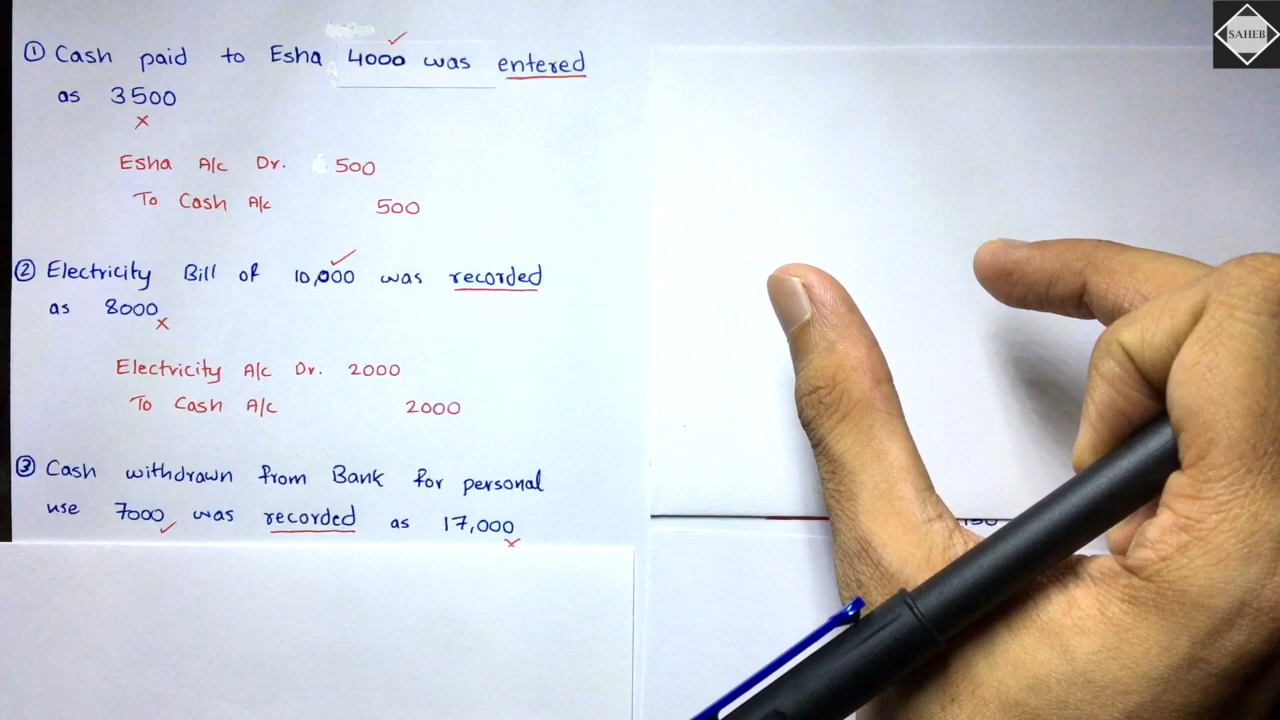 ① Cash paid to Esha 4000 was entered
as 3500
Esha A/c Dr. 500
To Cash A/c 500
② Electricity Bill of 10,000 was recorded
as 8000
Electricity A/c Dr. 2000
To Cash A/c 2000
③ Cash withdrawn from Bank for personal
use 7000 was recorded as 17,000
SAHEB